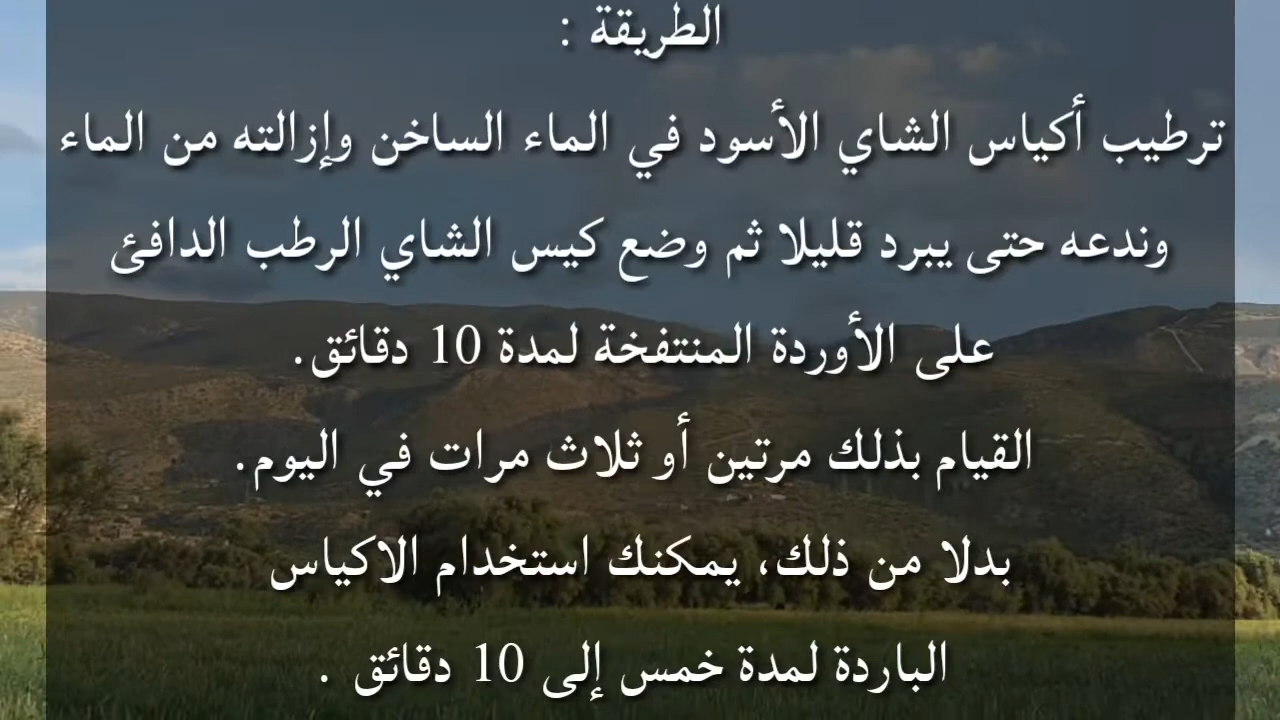 الطريقة :
ترطيب أكياس الشاي الأسود في الماء الساخن وإزالته من الماء
وندعه حتى يبرد قليلا ثم وضع كيس الشاي الرطب الدافئ
على الأوردة المنتفخة لمدة 10 دقائق.
القيام بذلك مرتين أو ثلاث مرات في اليوم.
بدلا من ذلك، يمكنك استخدام الاكياس
الباردة لمدة خمس إلى 10 دقائق .